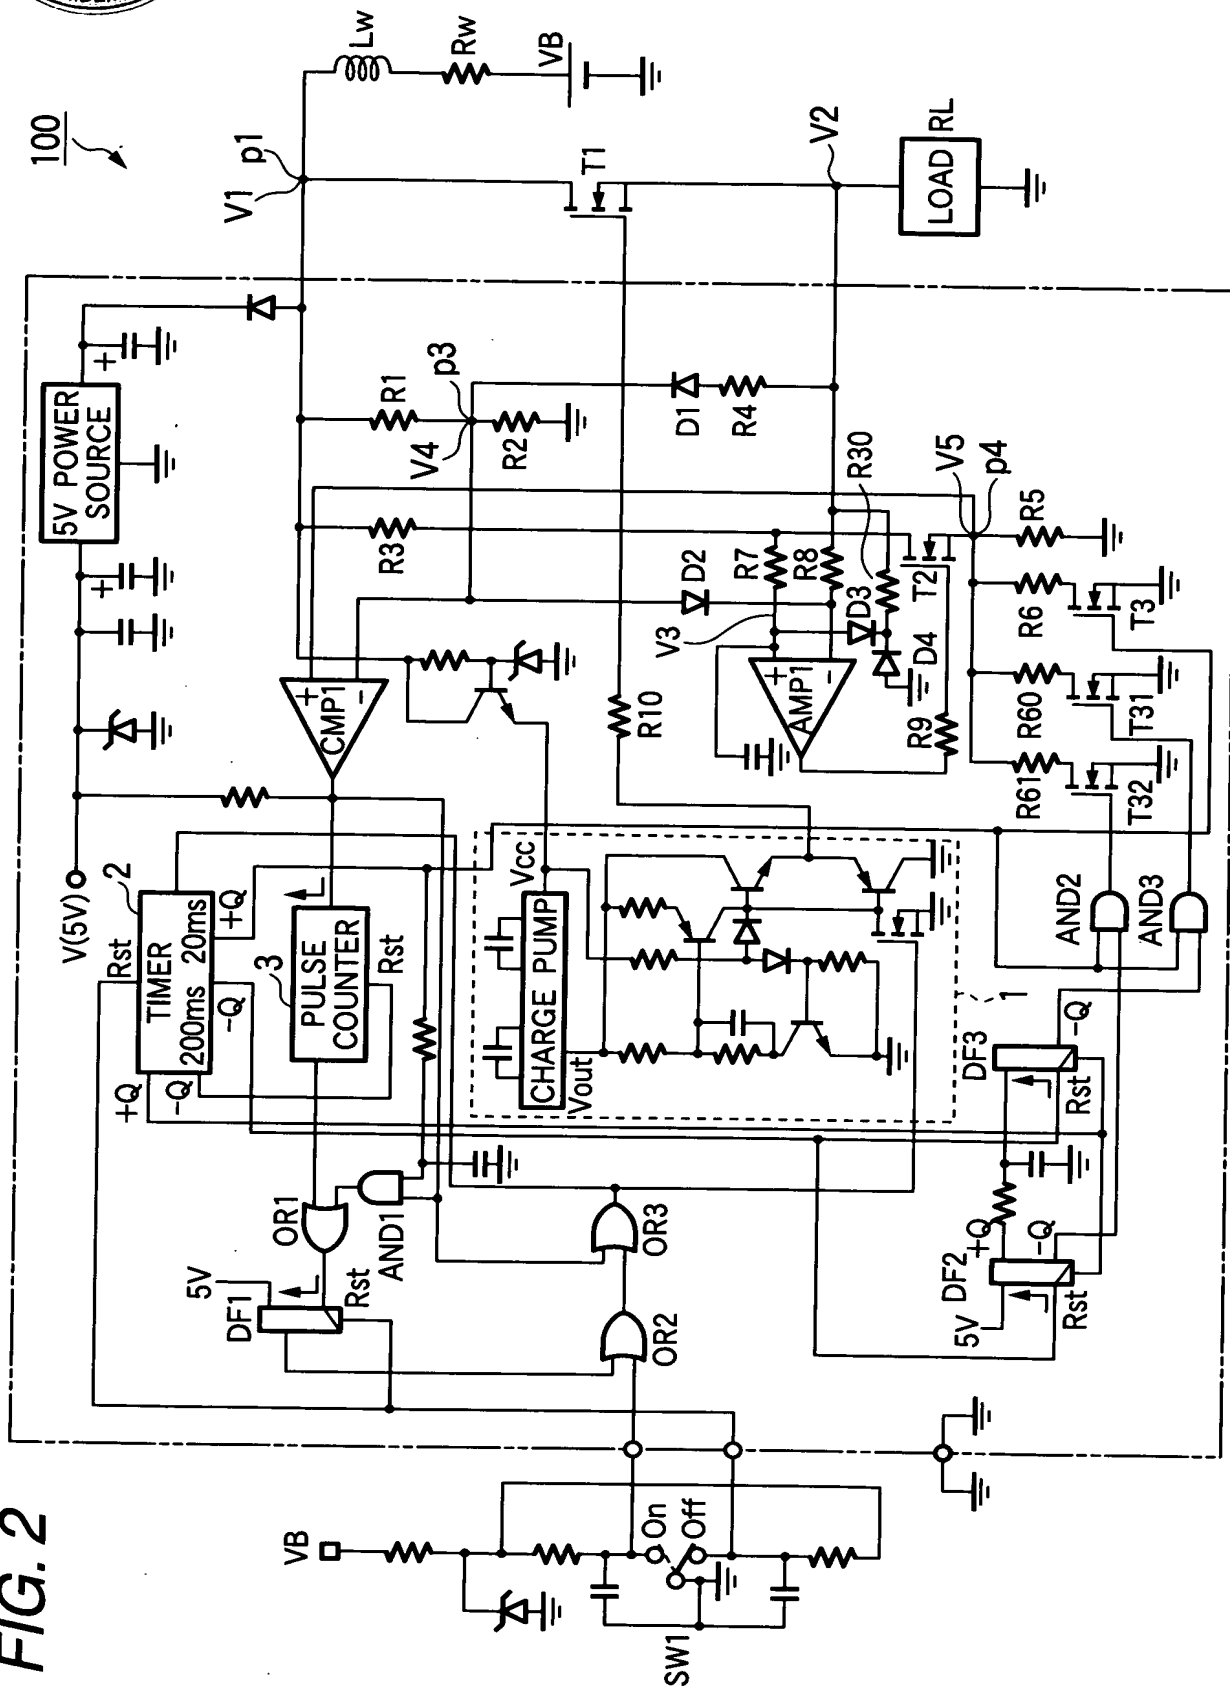 FIG. 2
100
Lw
Rw
VB
V1
p1
T1
V2
LOAD
RL
5V POWER
SOURCE
R1
V4
p3
R2
D1
R4
R3
D2
R7
R8
R30
V5
p4
R5
V3
D3
T2
D4
R6
T3
CMP1
+
-
AMP1
+
-
R10
R9
R60
T31
R61
T32
V(5V)
2
Rst
TIMER
20ms
200ms
+Q
-Q
+Q
-Q
3
PULSE
COUNTER
Rst
Vcc
CHARGE PUMP
Vout
1
AND2
AND3
DF3
-Q
Rst
OR1
AND1
OR3
5V
DF1
Rst
OR2
DF2
+Q
-Q
5V
Rst
VB
On
Off
SW1
+
+